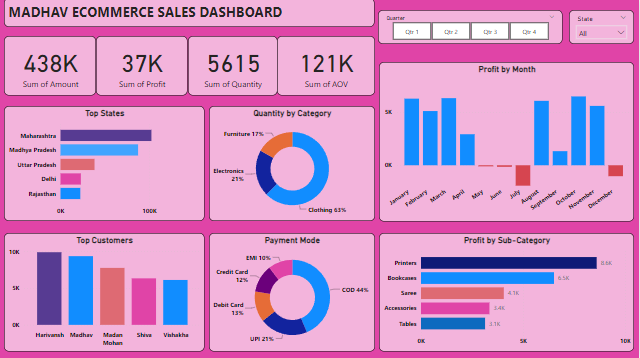 MADHAV ECOMMERCE SALES DASHBOARD
Quarter
Qtr 1
Qtr 2
Qtr 3
Qtr 4
State
All
438K
Sum of Amount
37K
Sum of Profit
5615
Sum of Quantity
121K
Sum of AOV
Top States
Maharashtra
Madhya Pradesh
Uttar Pradesh
Delhi
Rajasthan
0K
100K
Quantity by Category
Furniture 17%
Electronics
21%
Clothing 63%
Profit by Month
5K
0K
January
February
March
April
May
June
July
August
September
October
November
December
Top Customers
10K
5K
0K
Harivansh
Madhav
Madan
Mohan
Shiva
Vishakha
Payment Mode
EMI 10%
Credit Card
12%
Debit Card
13%
UPI 21%
COD 44%
Profit by Sub-Category
Printers
8.6K
Bookcases
6.5K
Saree
4.1K
Accessories
3.4K
Tables
3.1K
0K
5K
10K